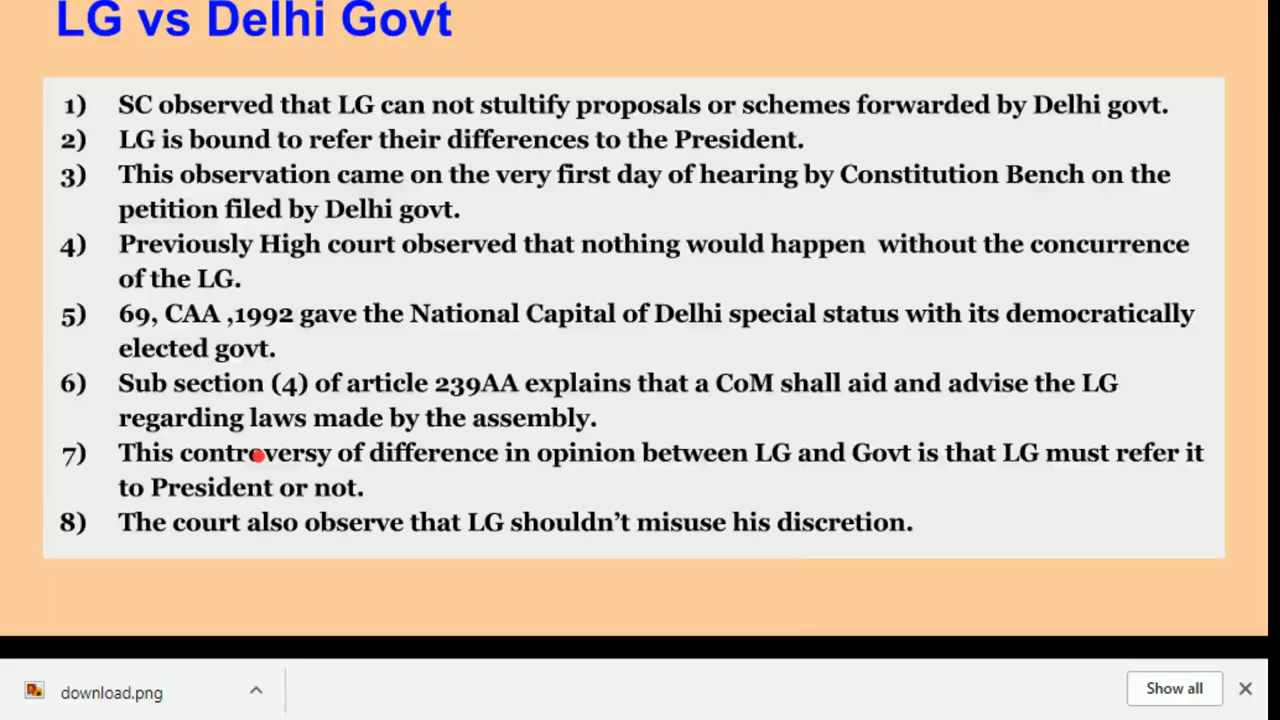 LG vs Delhi Govt
1) SC observed that LG can not stultify proposals or schemes forwarded by Delhi govt.
2) LG is bound to refer their differences to the President.
3) This observation came on the very first day of hearing by Constitution Bench on the
petition filed by Delhi govt.
4) Previously High court observed that nothing would happen without the concurrence
of the LG.
5) 69, CAA ,1992 gave the National Capital of Delhi special status with its democratically
elected govt.
6) Sub section (4) of article 239AA explains that a CoM shall aid and advise the LG
regarding laws made by the assembly.
7) This controversy of difference in opinion between LG and Govt is that LG must refer it
to President or not.
8) The court also observe that LG shouldn't misuse his discretion.
download.png
Show all